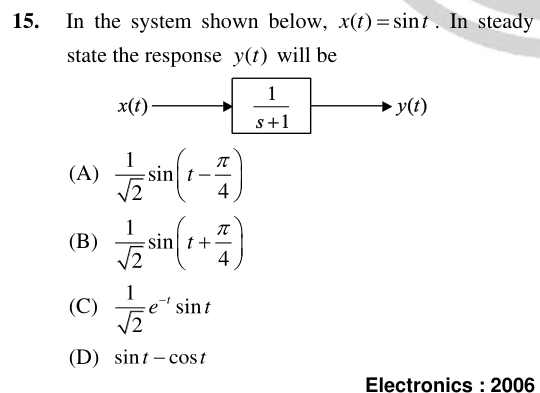 15. In the system shown below, x(t) = sin t . In steady
state the response y(t) will be
x(t) 1/(s+1) y(t)
(A) 1/√2 sin(t − π/4)
(B) 1/√2 sin(t + π/4)
(C) 1/√2 e^{−t} sin t
(D) sin t − cos t
Electronics : 2006